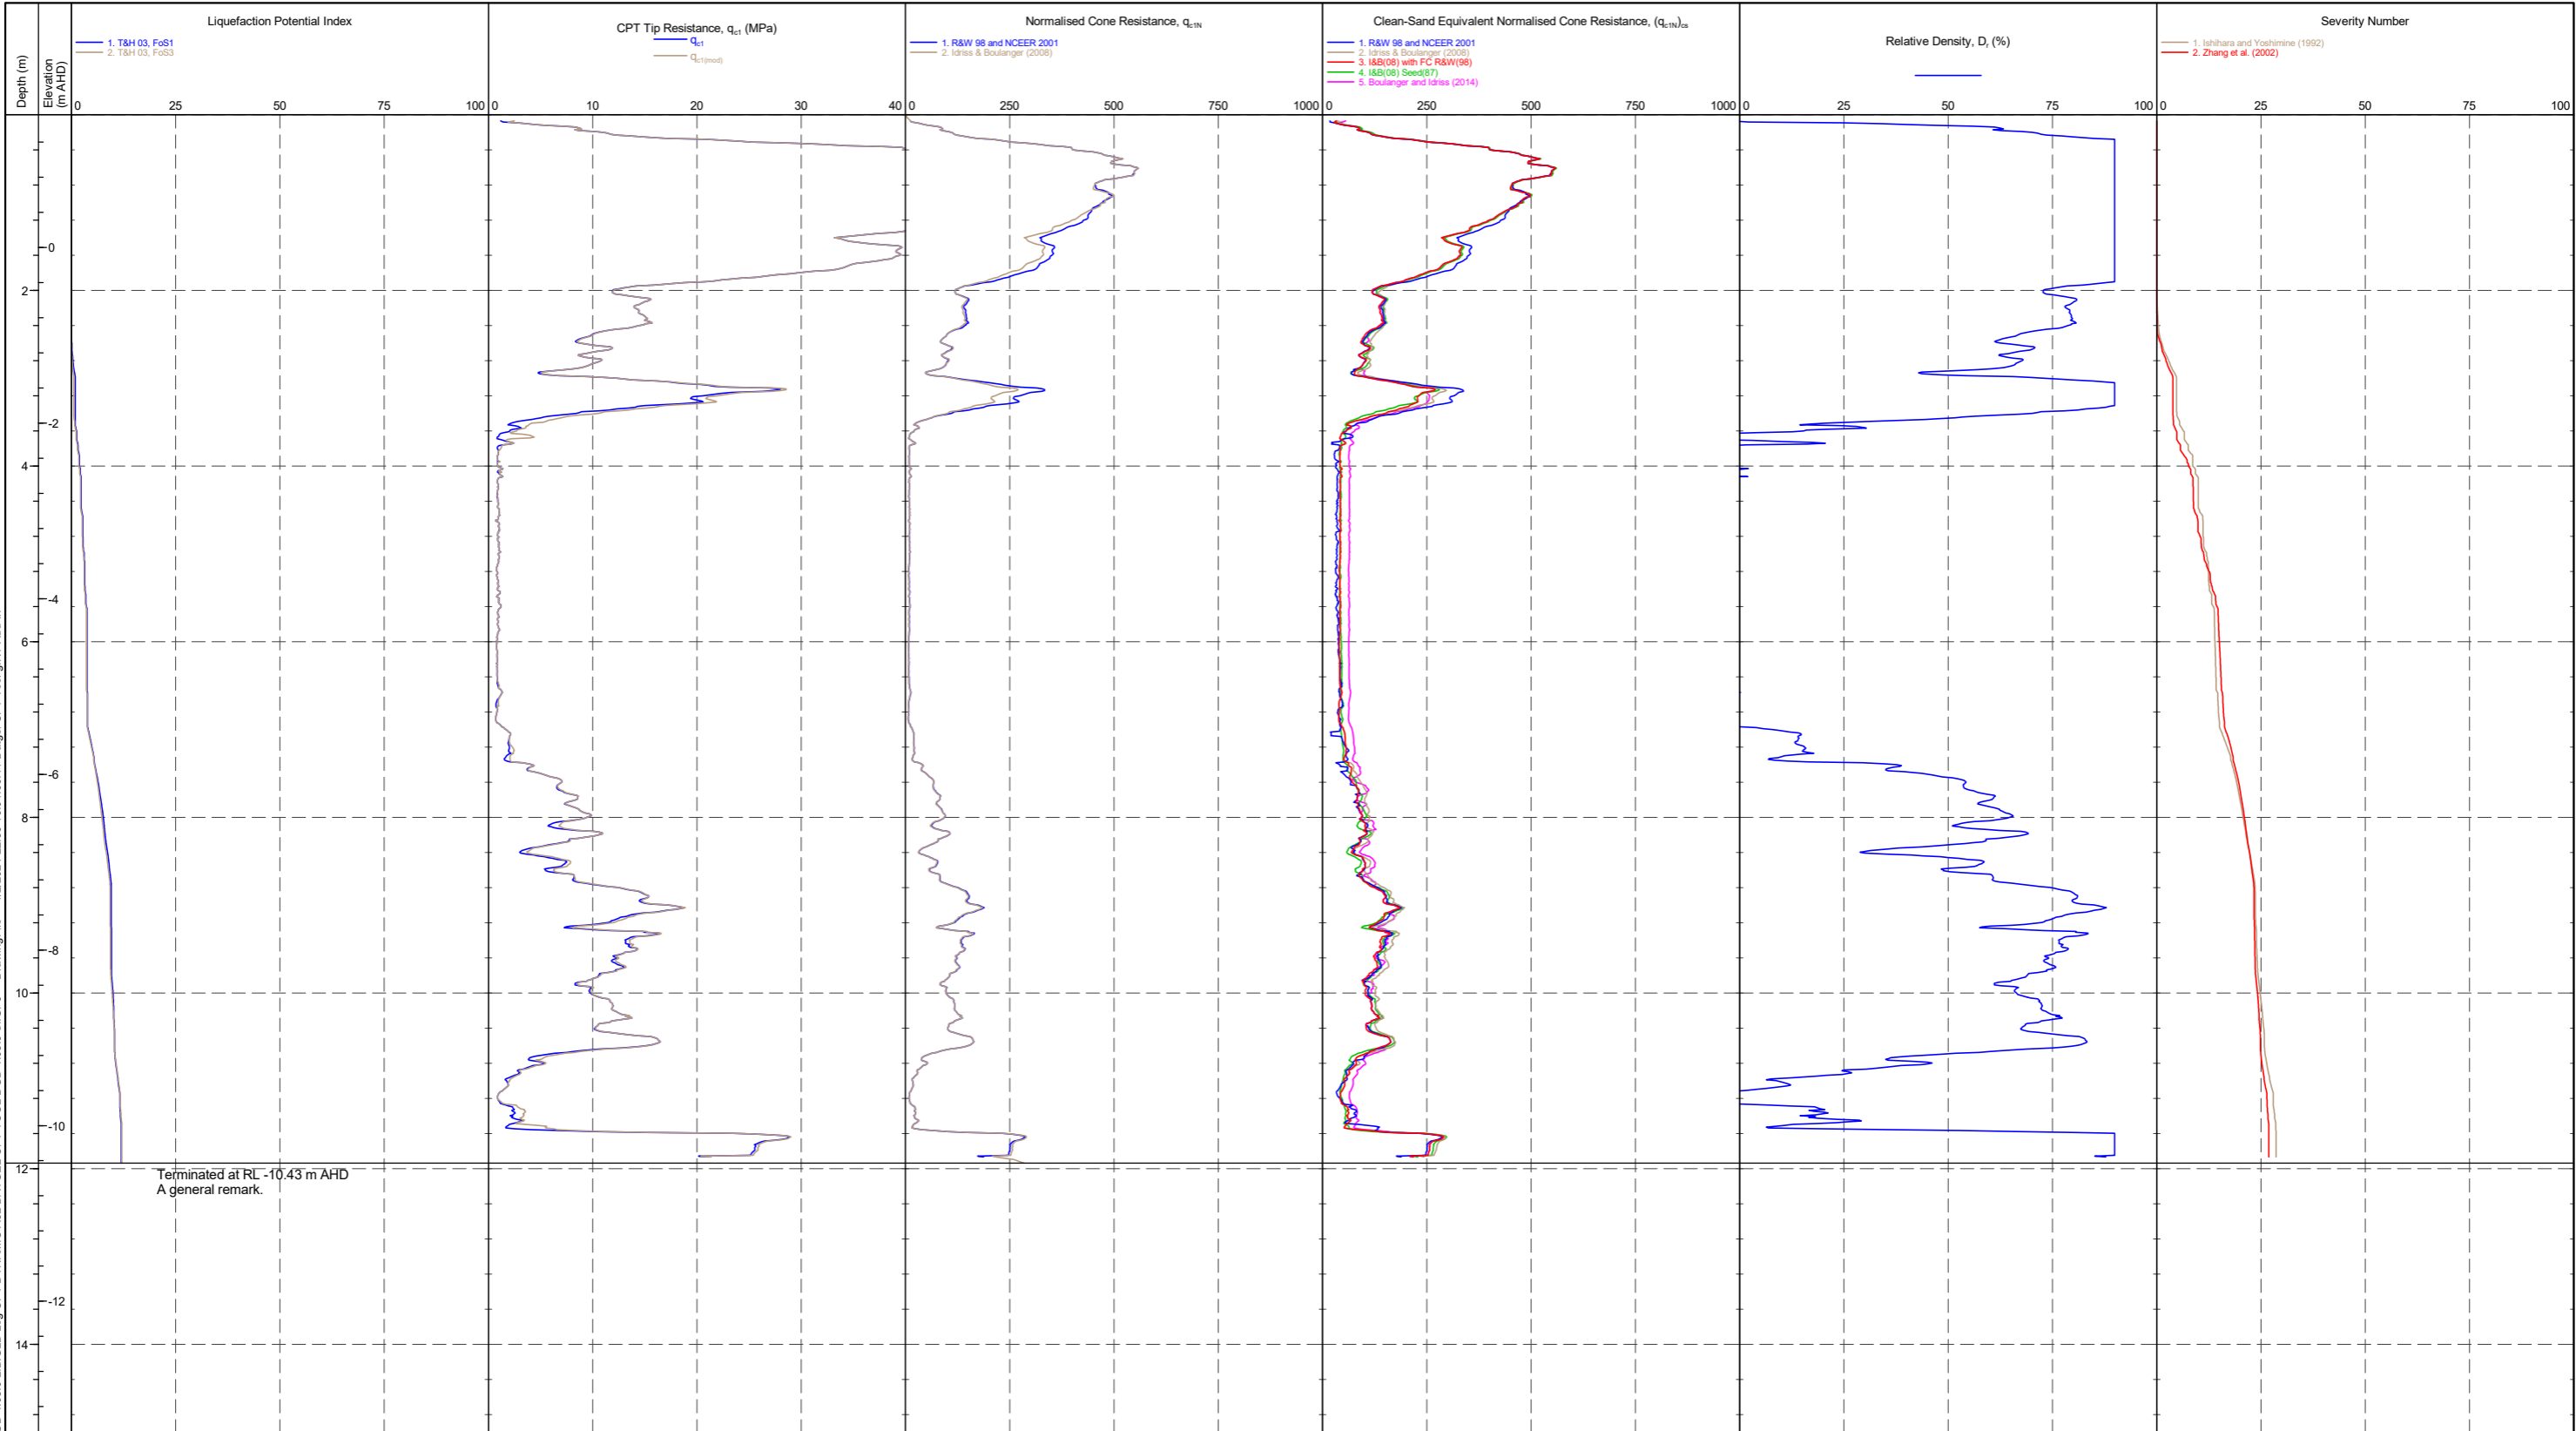 Liquefaction Potential Index
1. T&H 03, FoS1
2. T&H 03, FoS3
CPT Tip Resistance, qc1 (MPa)
qc1
qc1(mod)
Normalised Cone Resistance, qc1N
1. R&W 98 and NCEER 2001
2. Idriss & Boulanger (2008)
Clean-Sand Equivalent Normalised Cone Resistance, (qc1N)cs
1. R&W 98 and NCEER 2001
2. Idriss & Boulanger (2008)
3. I&B(08) with FC R&W(98)
4. I&B(08) Seed(87)
5. Boulanger and Idriss (2014)
Relative Density, Dr (%)
Severity Number
1. Ishihara and Yoshimine (1992)
2. Zhang et al. (2002)
Depth (m)
Elevation
(m AHD)
0 25 50 75 100
0 10 20 30 40
0 250 500 750 1000
0 250 500 750 1000
0 25 50 75 100
0 25 50 75 100
0
2
-2
4
-4
6
-6
8
-8
10
-10
12
-12
14
Terminated at RL -10.43 m AHD
A general remark.